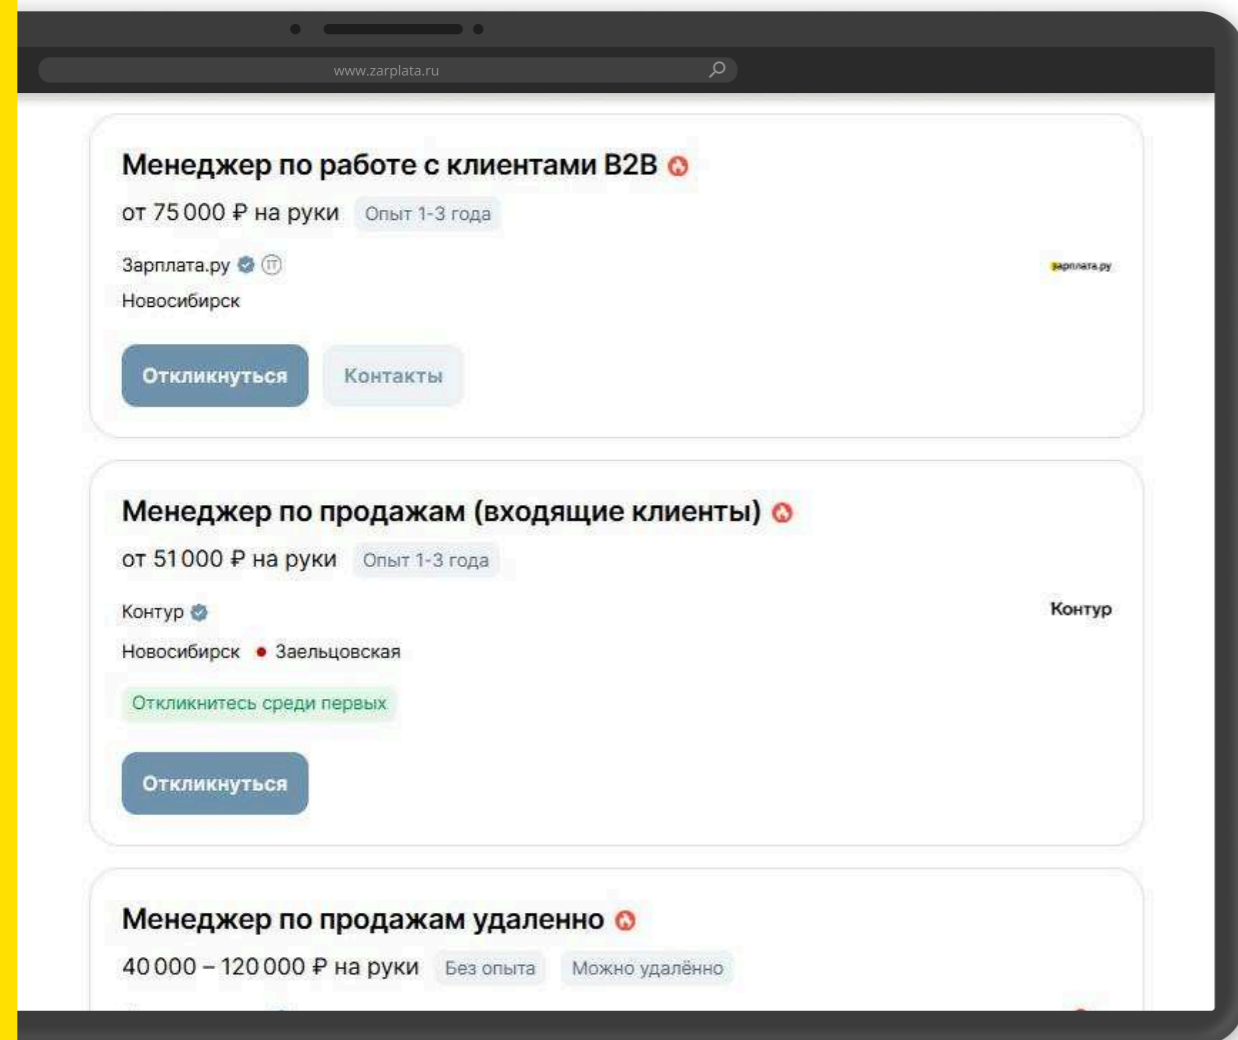 www.zarplata.ru
Менеджер по работе с клиентами B2B
от 75 000 ₽ на руки Опыт 1-3 года
Зарплата.ру IT
зарплата.ру
Новосибирск
Откликнуться Контакты
Менеджер по продажам (входящие клиенты)
от 51 000 ₽ на руки Опыт 1-3 года
Контур
Контур
Новосибирск • Заельцовская
Откликнитесь среди первых
Откликнуться
Менеджер по продажам удаленно
40 000 – 120 000 ₽ на руки Без опыта Можно удалённо